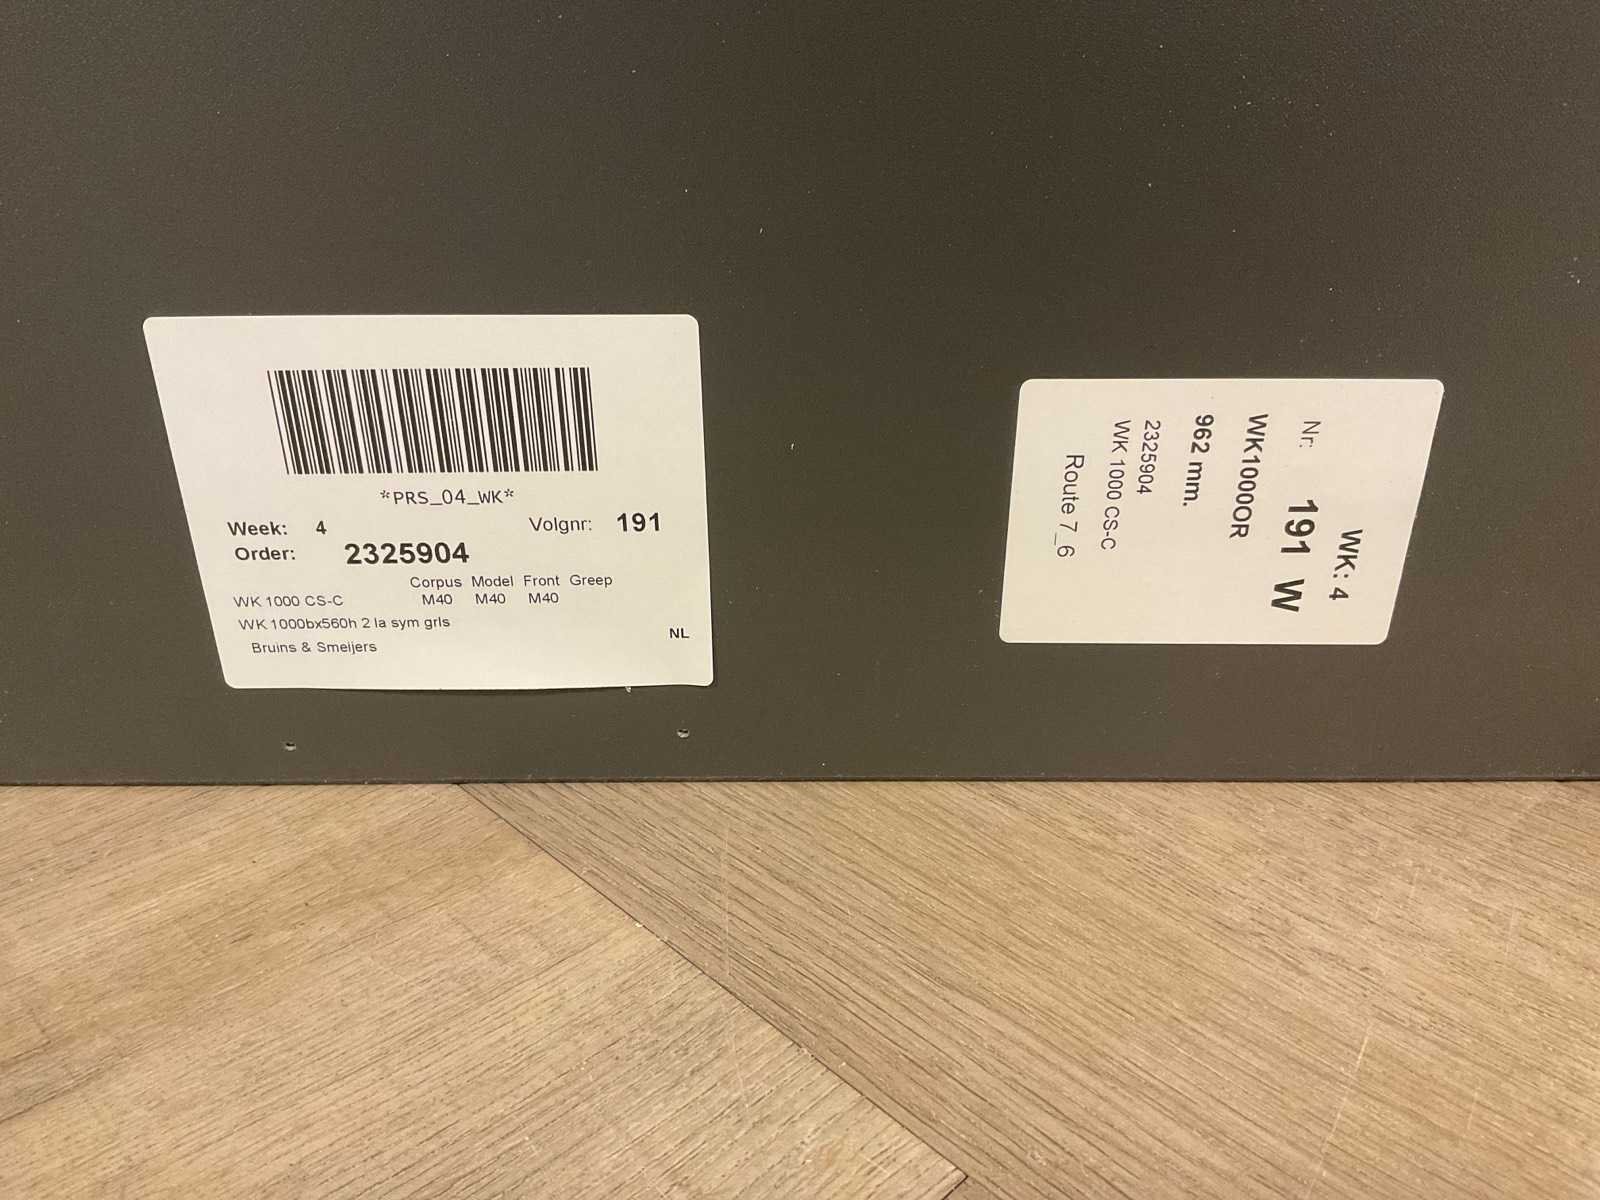 *PRS_04_WK*
Week: 4 Volgnr: 191
Order: 2325904
Corpus Model Front Greep
WK 1000 CS-C M40 M40 M40
WK 1000bx560h 2 la sym grls
Bruins & Smeijers
NL
WK: 4
Nr: 191 W
WK1000OR
962 mm.
2325904
WK 1000 CS-C
Route 7_6